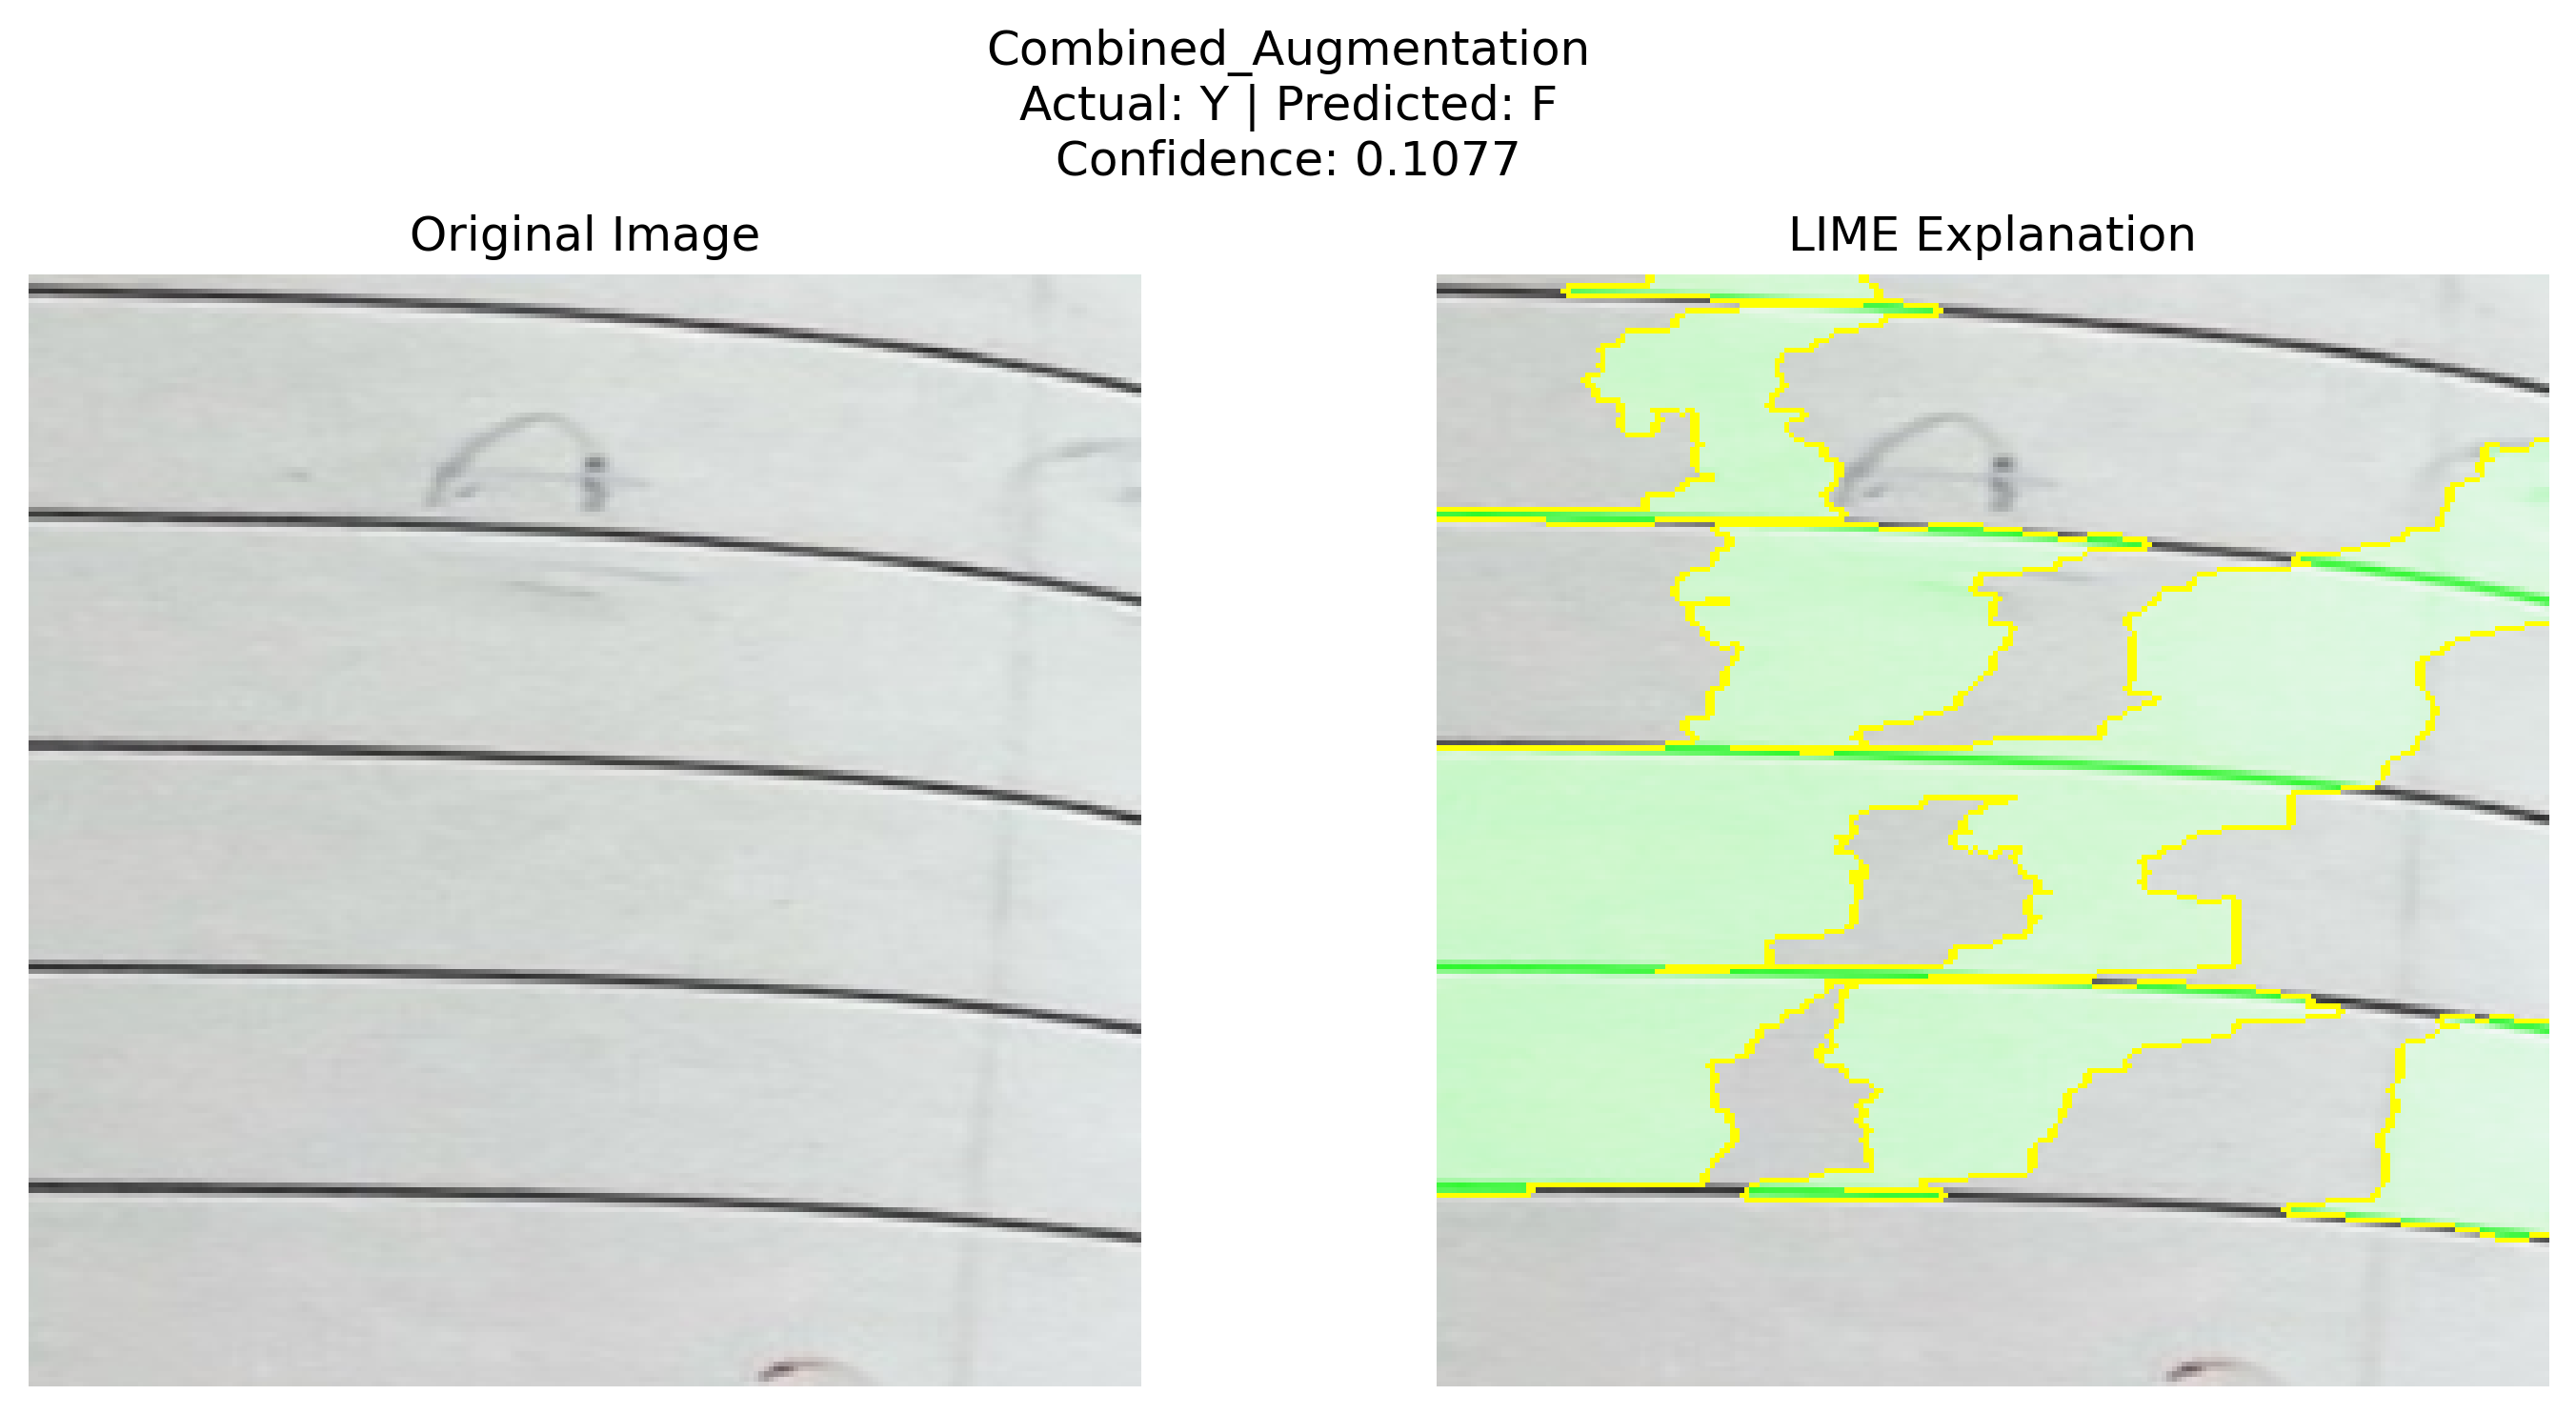 Combined_Augmentation
Actual: Y | Predicted: F
Confidence: 0.1077
Original Image
LIME Explanation